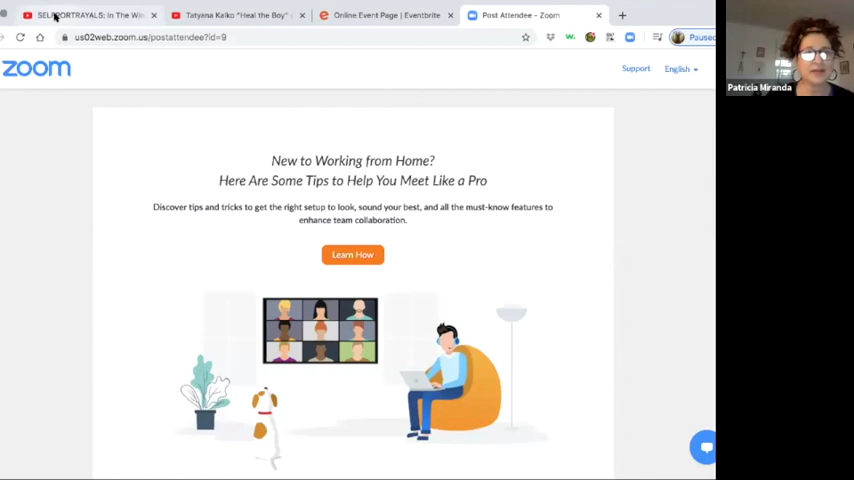 SELF/PORTRAYALS: In The Win
Tatyana Kalko "Heal the Boy"
Online Event Page | Eventbrite
Post Attendee - Zoom
us02web.zoom.us/postattendee?id=9
Paused
zoom
Support
English
New to Working from Home?
Here Are Some Tips to Help You Meet Like a Pro
Discover tips and tricks to get the right setup to look, sound your best, and all the must-know features to
enhance team collaboration.
Learn How
Patricia Miranda